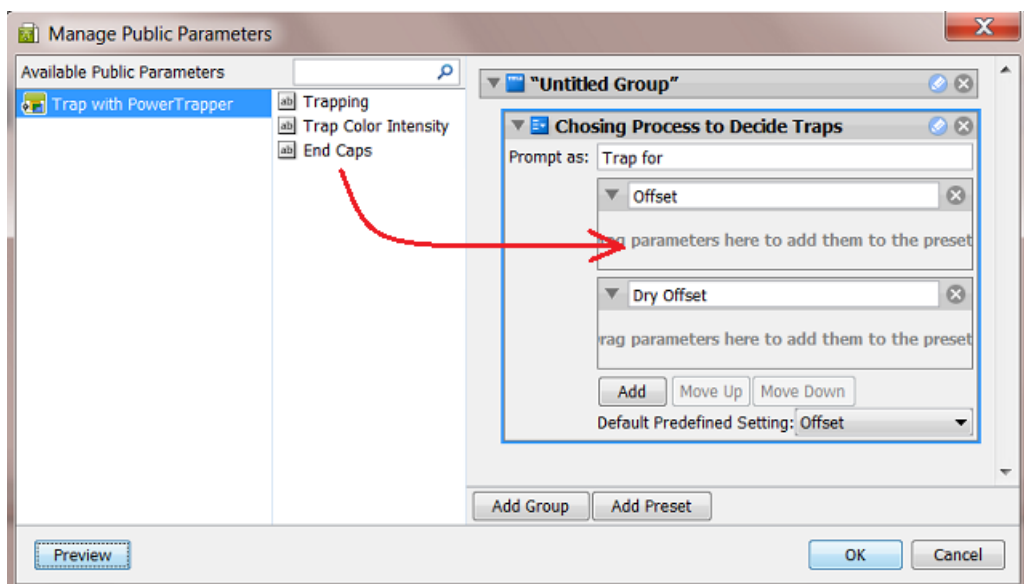 Manage Public Parameters
Available Public Parameters
Trap with PowerTrapper
Trapping
Trap Color Intensity
End Caps
"Untitled Group"
Chosing Process to Decide Traps
Prompt as: Trap for
Offset
parameters here to add them to the preset
Dry Offset
rag parameters here to add them to the preset
Add Move Up Move Down
Default Predefined Setting: Offset
Add Group Add Preset
Preview OK Cancel